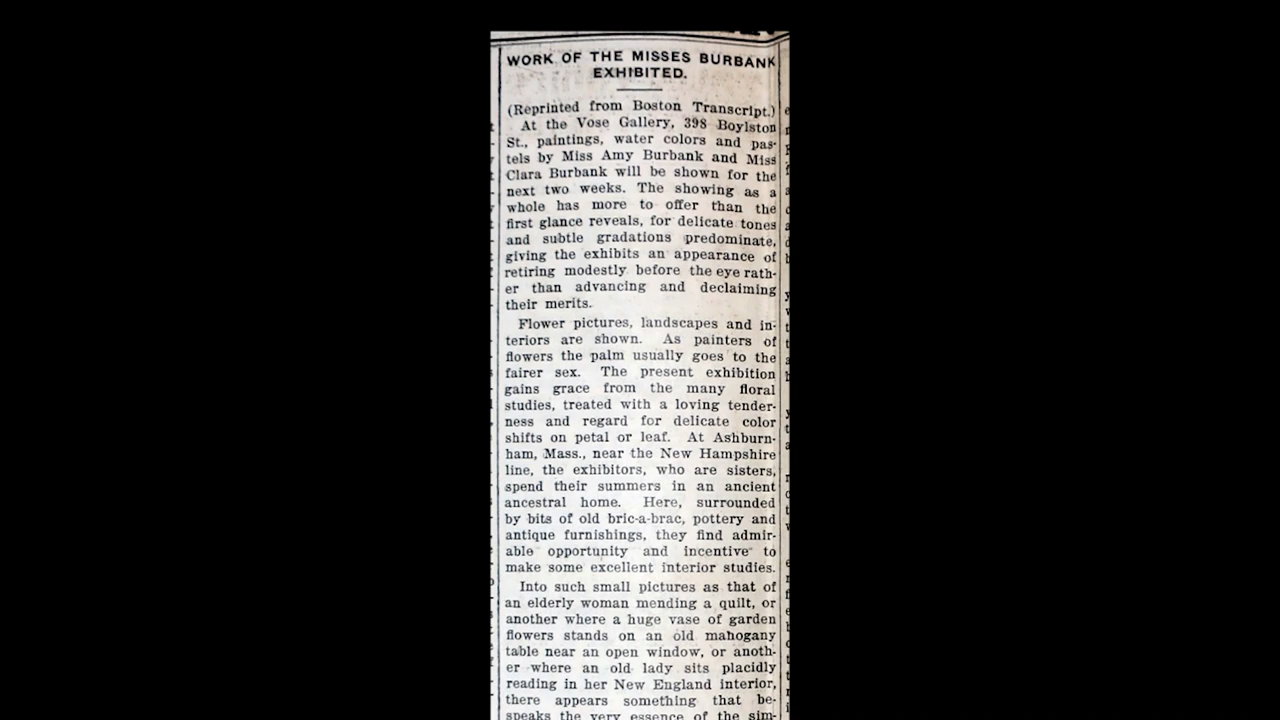 WORK OF THE MISSES BURBANK
EXHIBITED.
(Reprinted from Boston Transcript.)
At the Vose Gallery, 398 Boylston
St., paintings, water colors and pas-
tels by Miss Amy Burbank and Miss
Clara Burbank will be shown for the
next two weeks. The showing as a
whole has more to offer than the
first glance reveals, for delicate tones
and subtle gradations predominate,
giving the exhibits an appearance of
retiring modestly before the eye rath-
er than advancing and declaiming
their merits.
Flower pictures, landscapes and in-
teriors are shown. As painters of
flowers the palm usually goes to the
fairer sex. The present exhibition
gains grace from the many floral
studies, treated with a loving tender-
ness and regard for delicate color
shifts on petal or leaf. At Ashburn-
ham, Mass., near the New Hampshire
line, the exhibitors, who are sisters,
spend their summers in an ancient
ancestral home. Here, surrounded
by bits of old bric-a-brac, pottery and
antique furnishings, they find admir-
able opportunity and incentive to
make some excellent interior studies.
Into such small pictures as that of
an elderly woman mending a quilt, or
another where a huge vase of garden
flowers stands on an old mahogany
table near an open window, or anoth-
er where an old lady sits placidly
reading in her New England interior,
there appears something that be-
speaks the very essence of the sim-